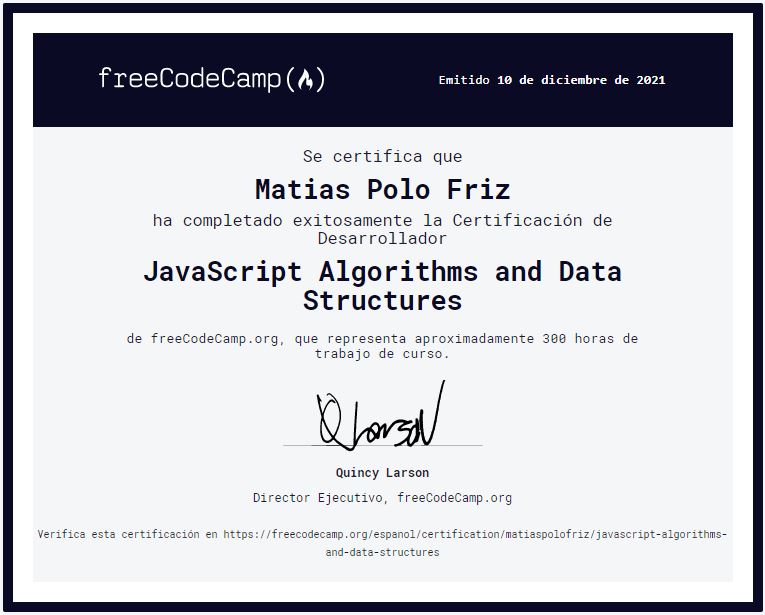 freeCodeCamp(🔥)
Emitido 10 de diciembre de 2021
Se certifica que
Matias Polo Friz
ha completado exitosamente la Certificación de
Desarrollador
JavaScript Algorithms and Data
Structures
de freeCodeCamp.org, que representa aproximadamente 300 horas de
trabajo de curso.
QLarson
Quincy Larson
Director Ejecutivo, freeCodeCamp.org
Verifica esta certificación en https://freecodecamp.org/espanol/certification/matiaspolofriz/javascript-algorithms-
and-data-structures